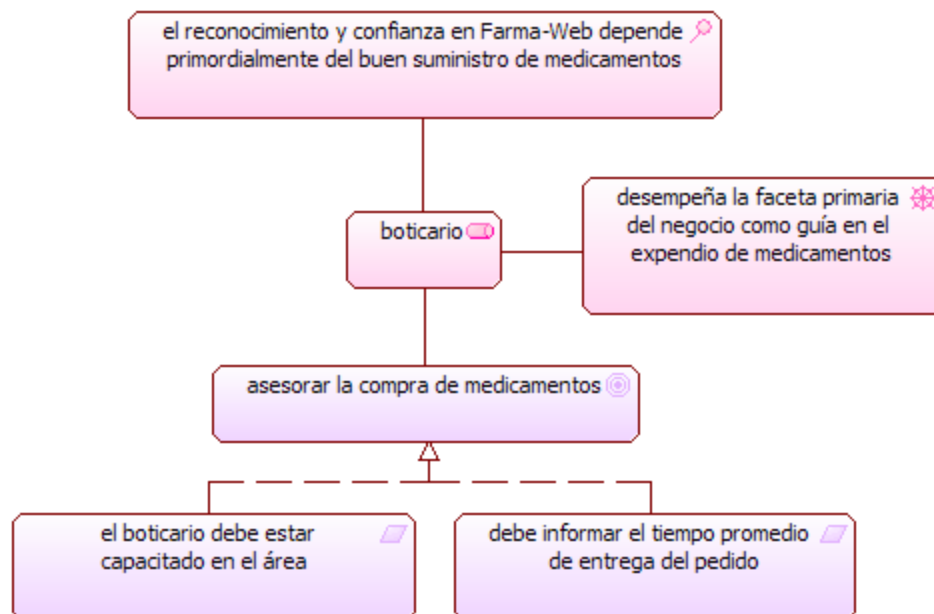 el reconocimiento y confianza en Farma-Web depende
primordialmente del buen suministro de medicamentos
desempeña la faceta primaria
del negocio como guía en el
expendio de medicamentos
boticario
asesorar la compra de medicamentos
el boticario debe estar
capacitado en el área
debe informar el tiempo promedio
de entrega del pedido